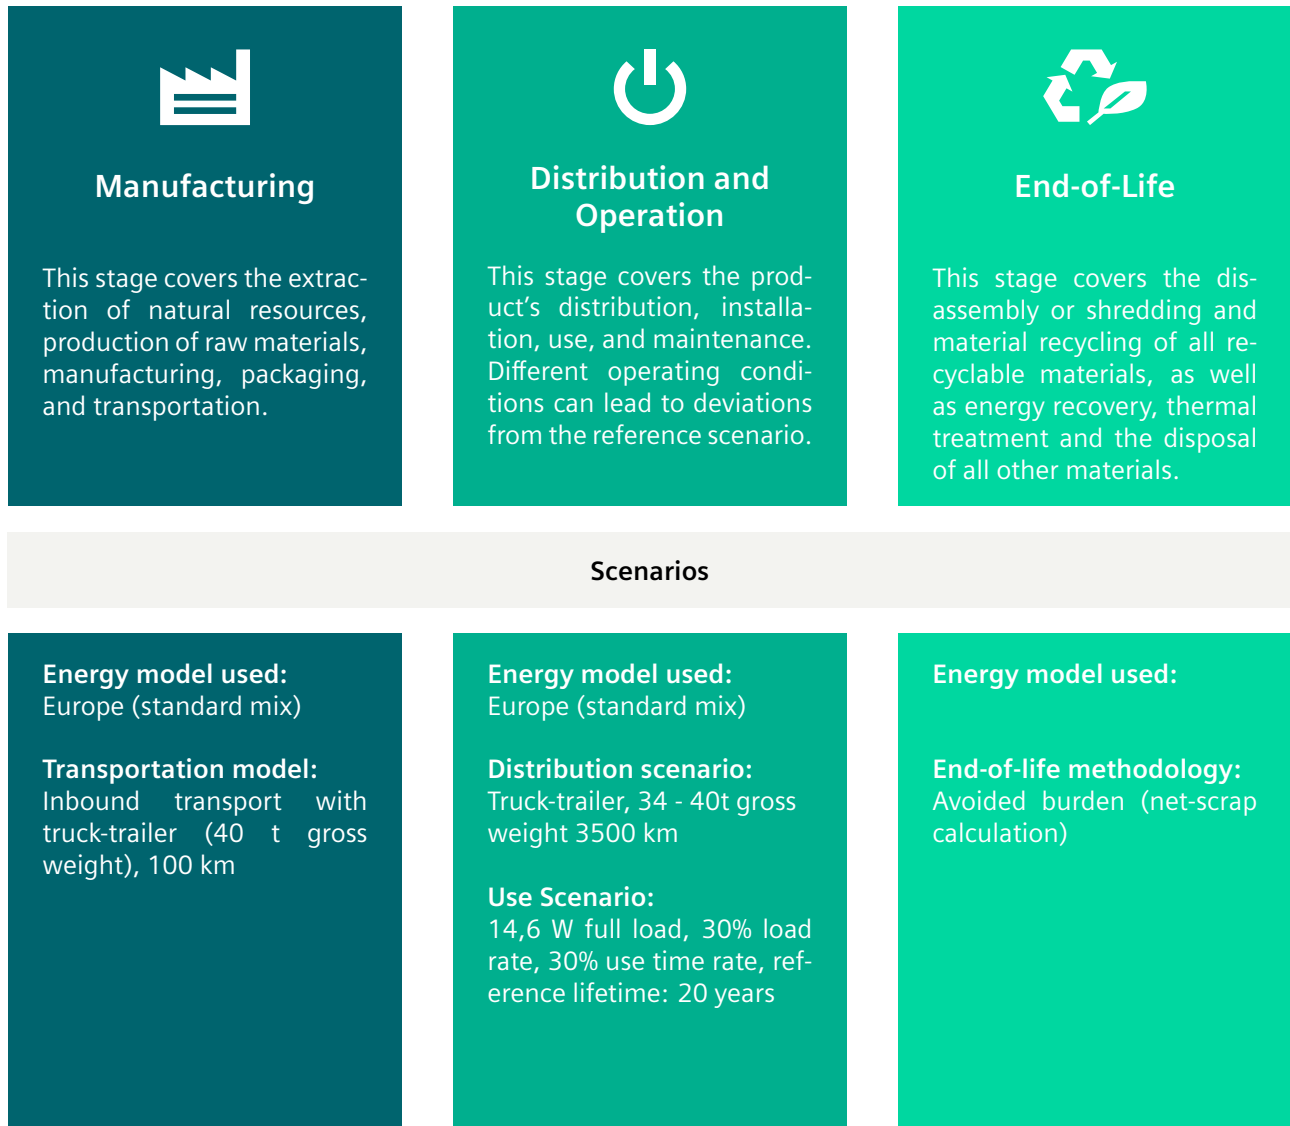 Manufacturing
This stage covers the extrac-
tion of natural resources,
production of raw materials,
manufacturing, packaging,
and transportation.
Distribution and
Operation
This stage covers the prod-
uct's distribution, installa-
tion, use, and maintenance.
Different operating condi-
tions can lead to deviations
from the reference scenario.
End-of-Life
This stage covers the dis-
assembly or shredding and
material recycling of all re-
cyclable materials, as well
as energy recovery, thermal
treatment and the disposal
of all other materials.
Scenarios
Energy model used:
Europe (standard mix)
Transportation model:
Inbound transport with
truck-trailer (40 t gross
weight), 100 km
Energy model used:
Europe (standard mix)
Distribution scenario:
Truck-trailer, 34 - 40t gross
weight 3500 km
Use Scenario:
14,6 W full load, 30% load
rate, 30% use time rate, ref-
erence lifetime: 20 years
Energy model used:
End-of-life methodology:
Avoided burden (net-scrap
calculation)